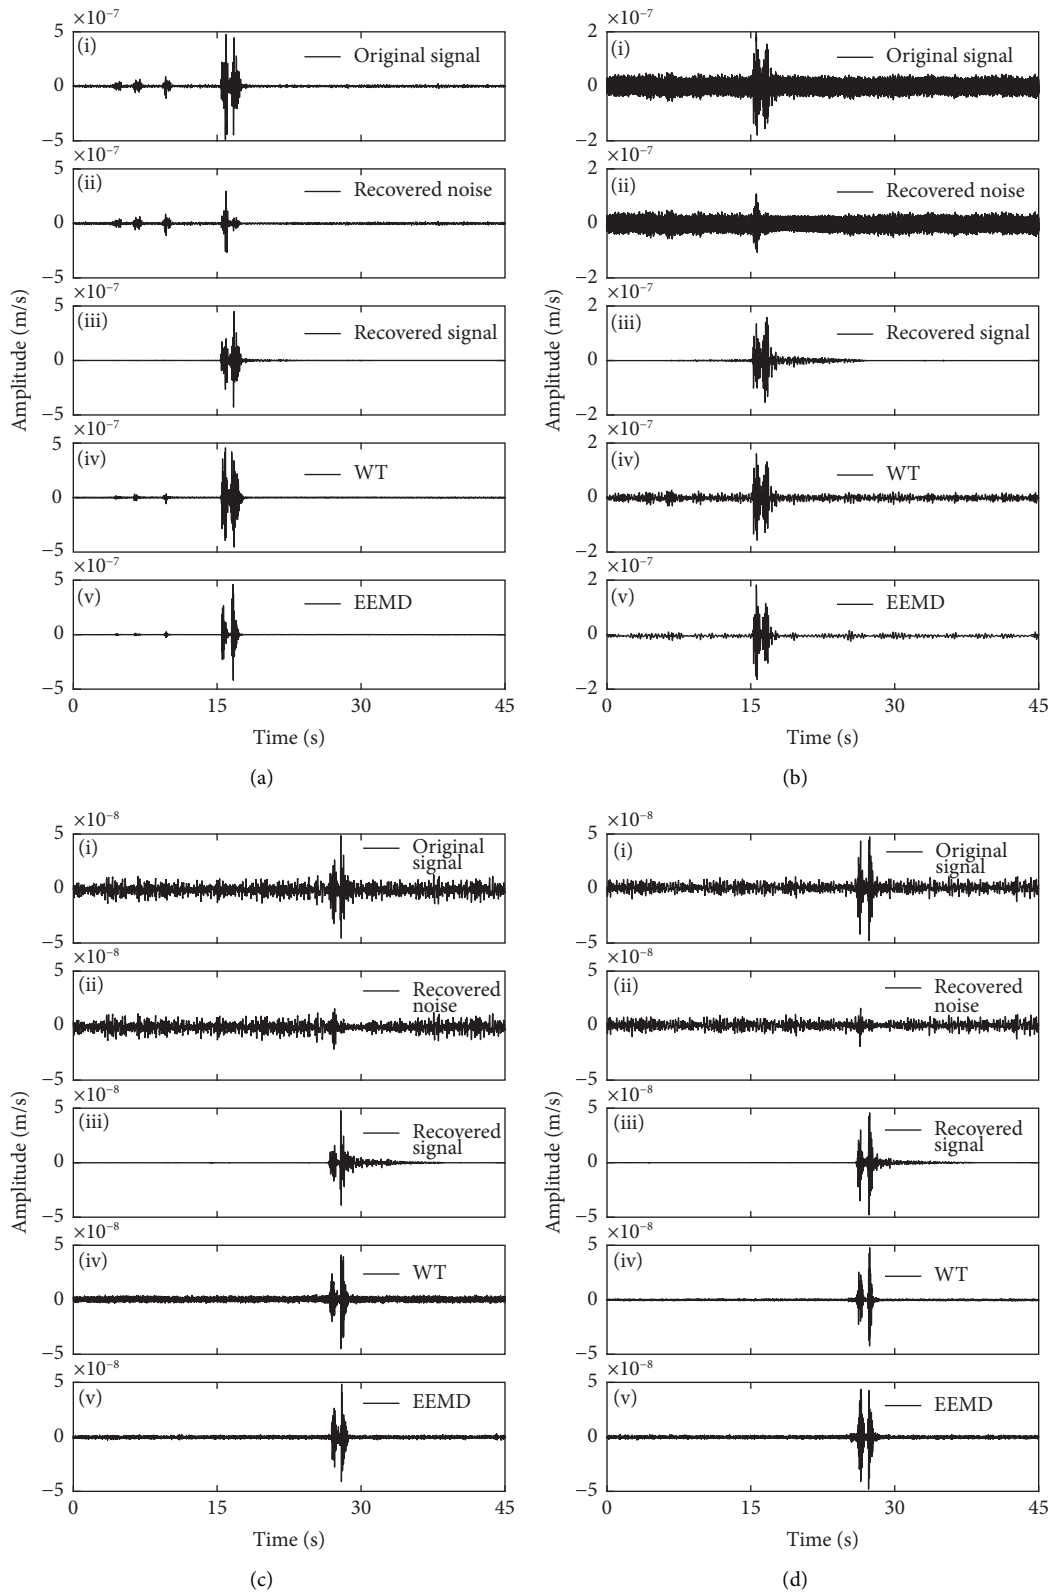 ×10⁻⁷
5
(i)
Original signal
0
−5
×10⁻⁷
5
(ii)
Recovered noise
0
−5
×10⁻⁷
5
(iii)
Recovered signal
0
−5
×10⁻⁷
5
(iv)
WT
0
−5
×10⁻⁷
5
(v)
EEMD
0
−5
0 15 30 45
Amplitude (m/s)
Time (s)
(a)
×10⁻⁷
2
(i)
Original signal
0
−2
×10⁻⁷
2
(ii)
Recovered noise
0
−2
×10⁻⁷
2
(iii)
Recovered signal
0
−2
×10⁻⁷
2
(iv)
WT
0
−2
×10⁻⁷
2
(v)
EEMD
0
−2
0 15 30 45
Amplitude (m/s)
Time (s)
(b)
×10⁻⁸
5
(i)
Original
signal
0
−5
×10⁻⁸
5
(ii)
Recovered
noise
0
−5
×10⁻⁸
5
(iii)
Recovered
signal
0
−5
×10⁻⁸
5
(iv)
WT
0
−5
×10⁻⁸
5
(v)
EEMD
0
−5
0 15 30 45
Amplitude (m/s)
Time (s)
(c)
×10⁻⁸
5
(i)
Original
signal
0
−5
×10⁻⁸
5
(ii)
Recovered
noise
0
−5
×10⁻⁸
5
(iii)
Recovered
signal
0
−5
×10⁻⁸
5
(iv)
WT
0
−5
×10⁻⁸
5
(v)
EEMD
0
−5
0 15 30 45
Amplitude (m/s)
Time (s)
(d)